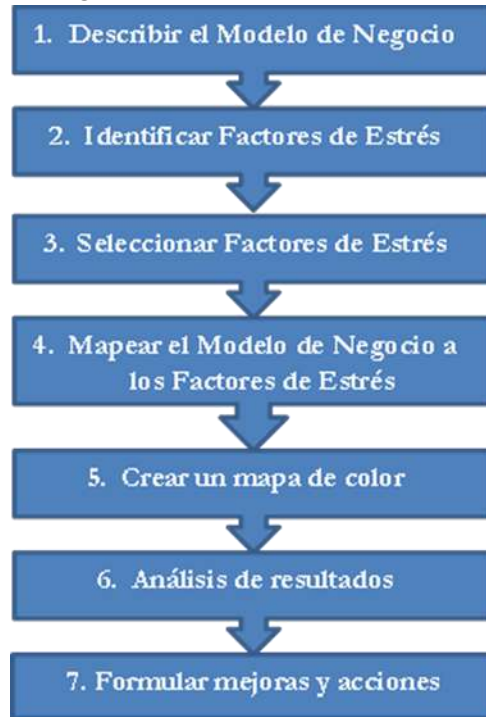 1. Describir el Modelo de Negocio
2. Identificar Factores de Estrés
3. Seleccionar Factores de Estrés
4. Mapear el Modelo de Negocio a
los Factores de Estrés
5. Crear un mapa de color
6. Análisis de resultados
7. Formular mejoras y acciones